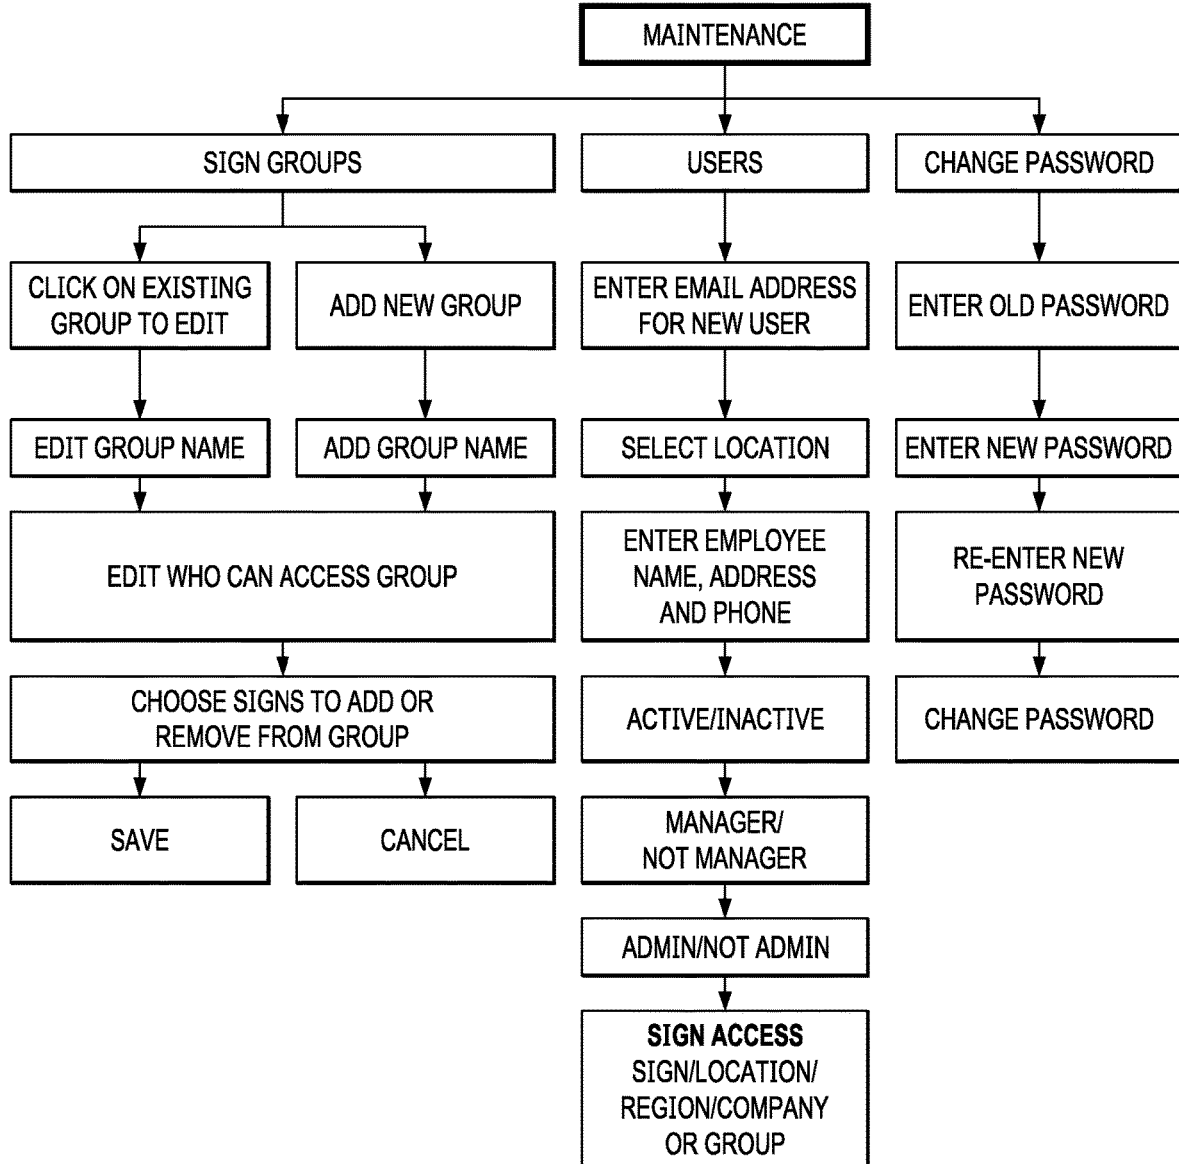 MAINTENANCE
SIGN GROUPS
USERS
CHANGE PASSWORD
CLICK ON EXISTING
GROUP TO EDIT
ADD NEW GROUP
ENTER EMAIL ADDRESS
FOR NEW USER
ENTER OLD PASSWORD
EDIT GROUP NAME
ADD GROUP NAME
SELECT LOCATION
ENTER NEW PASSWORD
EDIT WHO CAN ACCESS GROUP
ENTER EMPLOYEE
NAME, ADDRESS
AND PHONE
RE-ENTER NEW
PASSWORD
CHOOSE SIGNS TO ADD OR
REMOVE FROM GROUP
ACTIVE/INACTIVE
CHANGE PASSWORD
SAVE
CANCEL
MANAGER/
NOT MANAGER
ADMIN/NOT ADMIN
SIGN ACCESS
SIGN/LOCATION/
REGION/COMPANY
OR GROUP